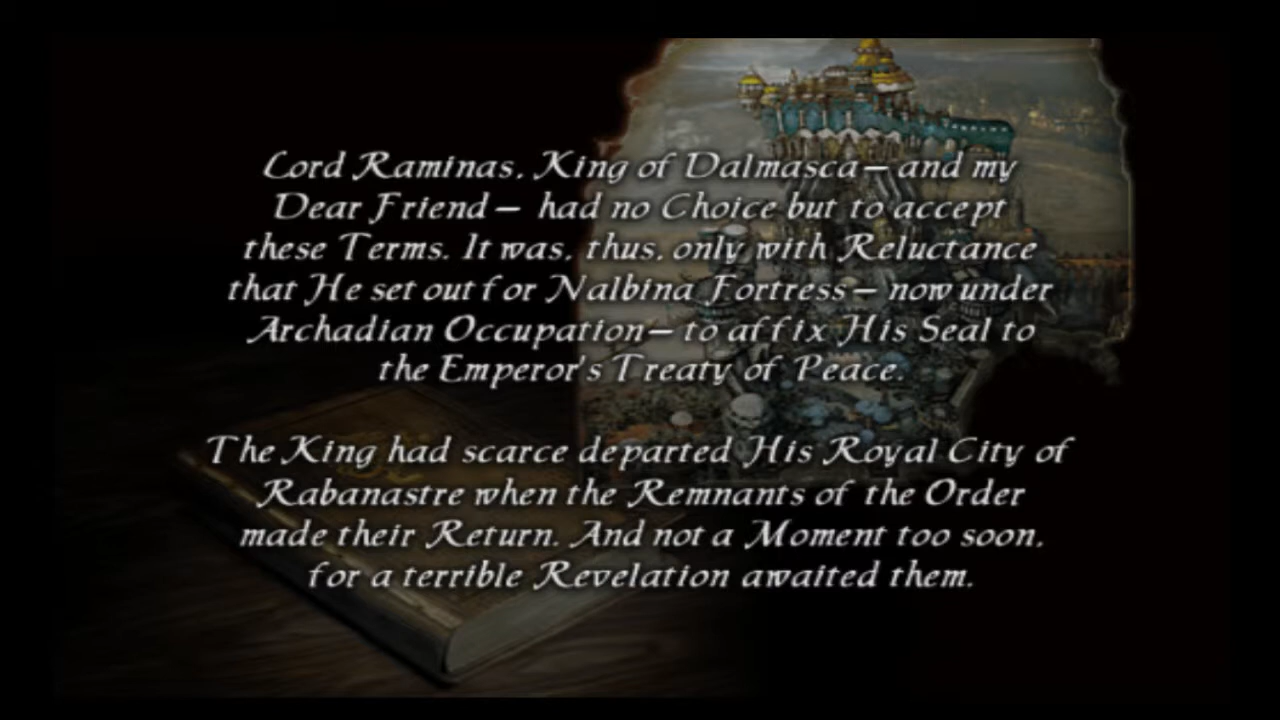 Lord Raminas, King of Dalmasca— and my
Dear Friend— had no Choice but to accept
these Terms. It was, thus, only with Reluctance
that He set out for Nalbina Fortress— now under
Archadian Occupation— to affix His Seal to
the Emperor's Treaty of Peace.
The King had scarce departed His Royal City of
Rabanastre when the Remnants of the Order
made their Return. And not a Moment too soon,
for a terrible Revelation awaited them.